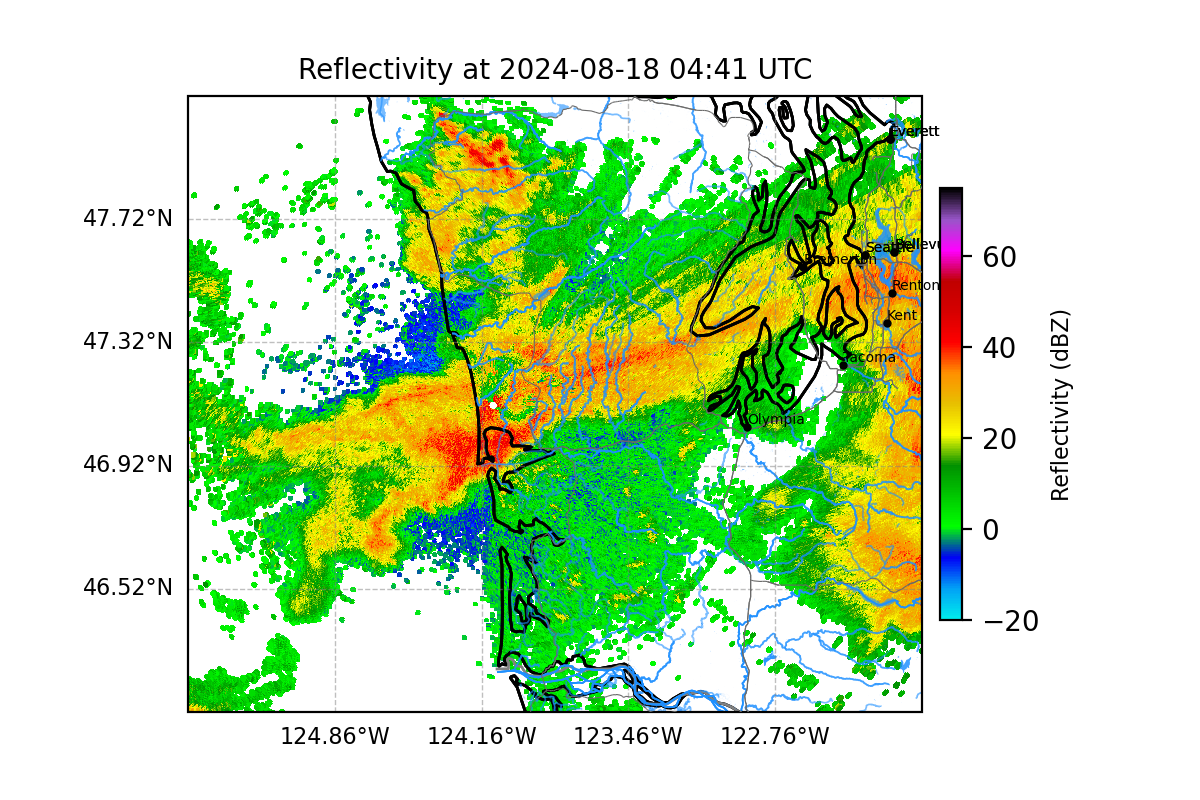 Reflectivity at 2024-08-18 04:41 UTC
Everett
47.72°N
Seattle
Bremerton
60
Renton
47.32°N
Kent
40
Tacoma
Olympia
20
46.92°N
0
46.52°N
−20
Reflectivity (dBZ)
124.86°W 124.16°W 123.46°W 122.76°W